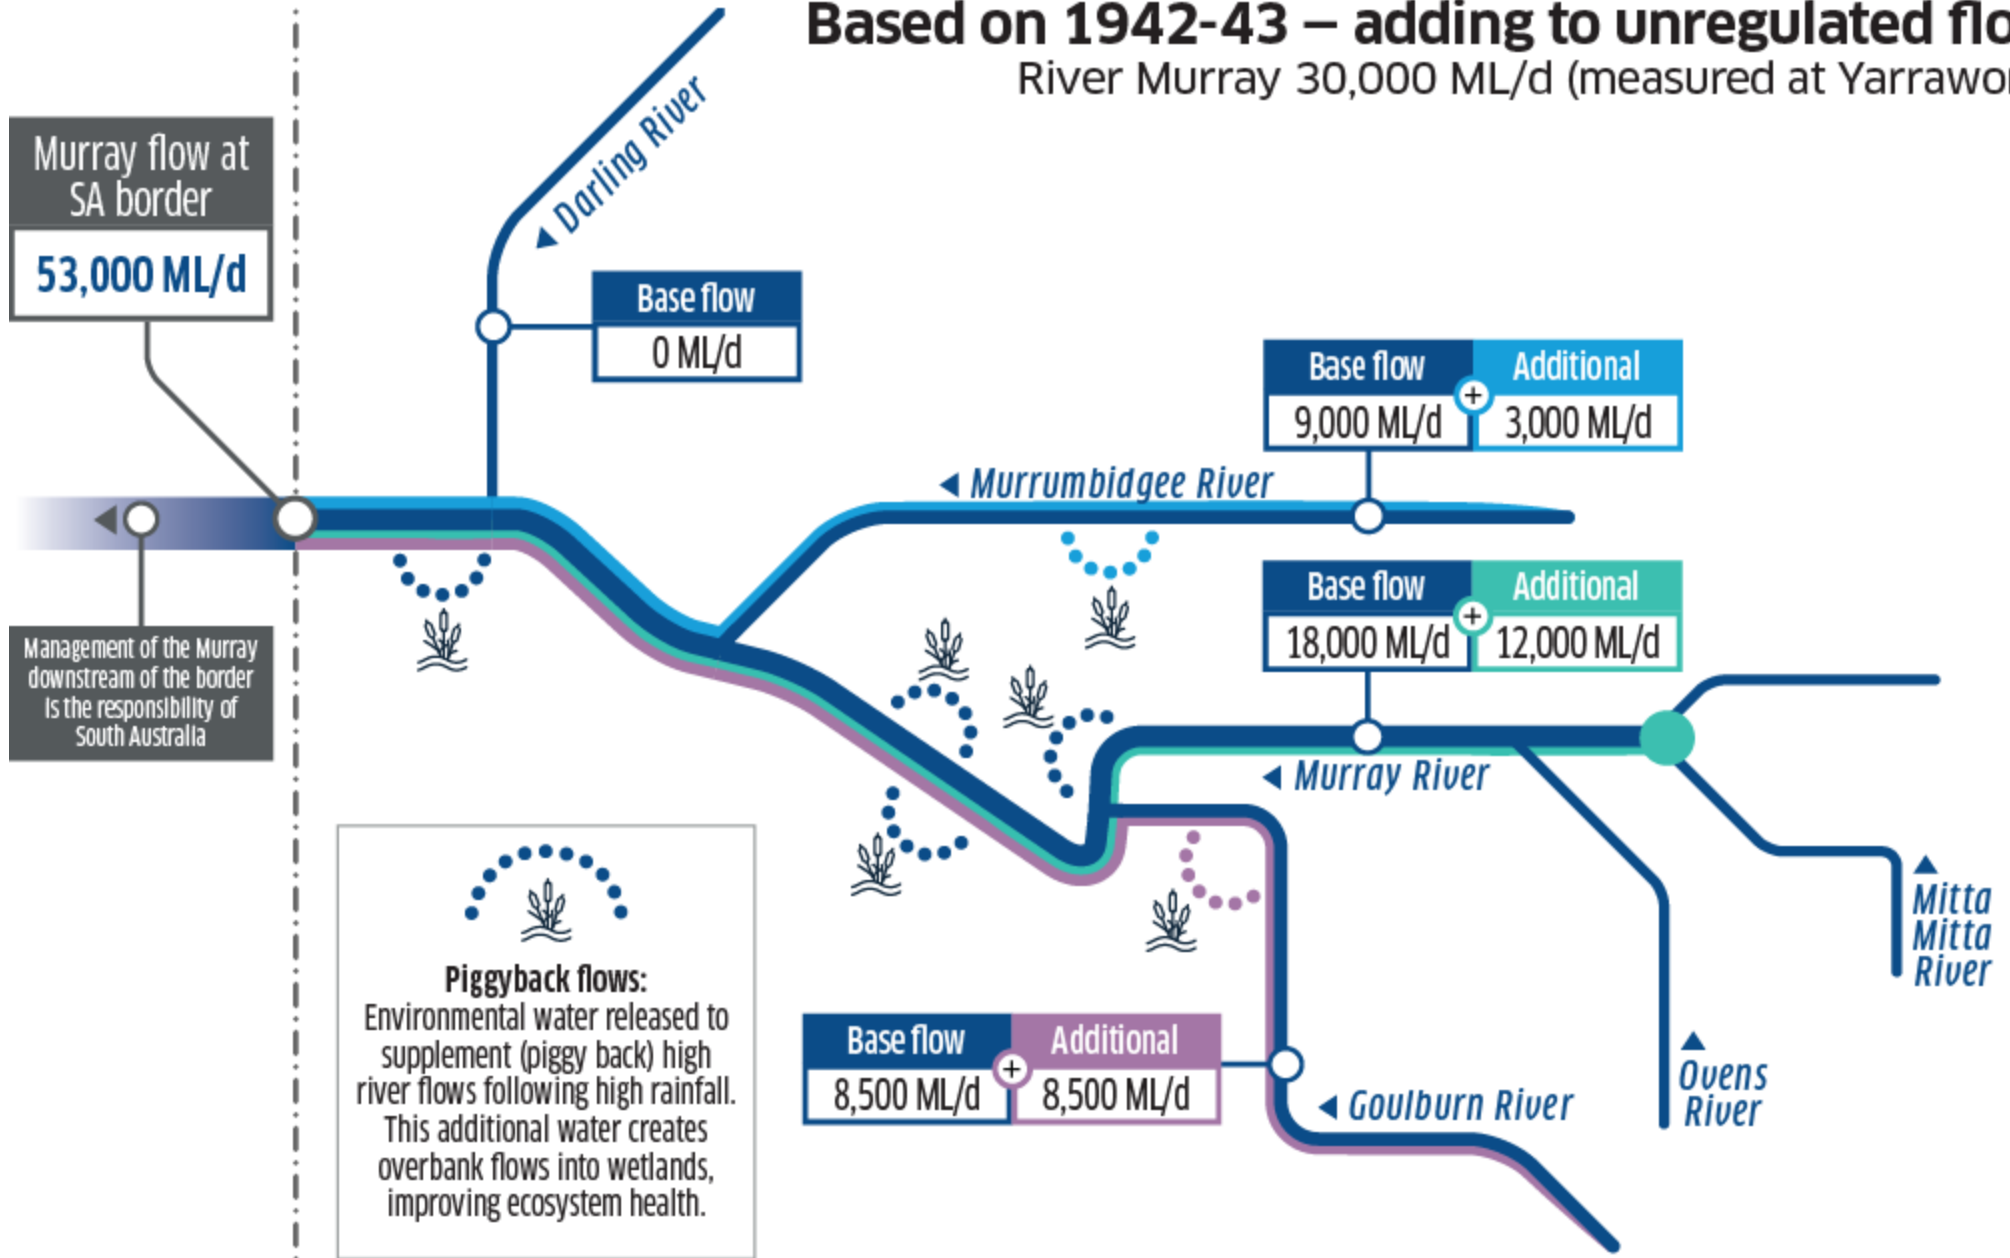 Based on 1942-43 – adding to unregulated flo
River Murray 30,000 ML/d (measured at Yarrawo
Murray flow at
SA border
53,000 ML/d
Darling River
Base flow
0 ML/d
Base flow
+
Additional
9,000 ML/d
3,000 ML/d
Murrumbidgee River
Base flow
+
Additional
18,000 ML/d
12,000 ML/d
Management of the Murray
downstream of the border
is the responsibility of
South Australia
Murray River
Mitta
Mitta
River
Piggyback flows:
Environmental water released to
supplement (piggy back) high
river flows following high rainfall.
This additional water creates
overbank flows into wetlands,
improving ecosystem health.
Base flow
+
Additional
8,500 ML/d
8,500 ML/d
Goulburn River
Ovens
River